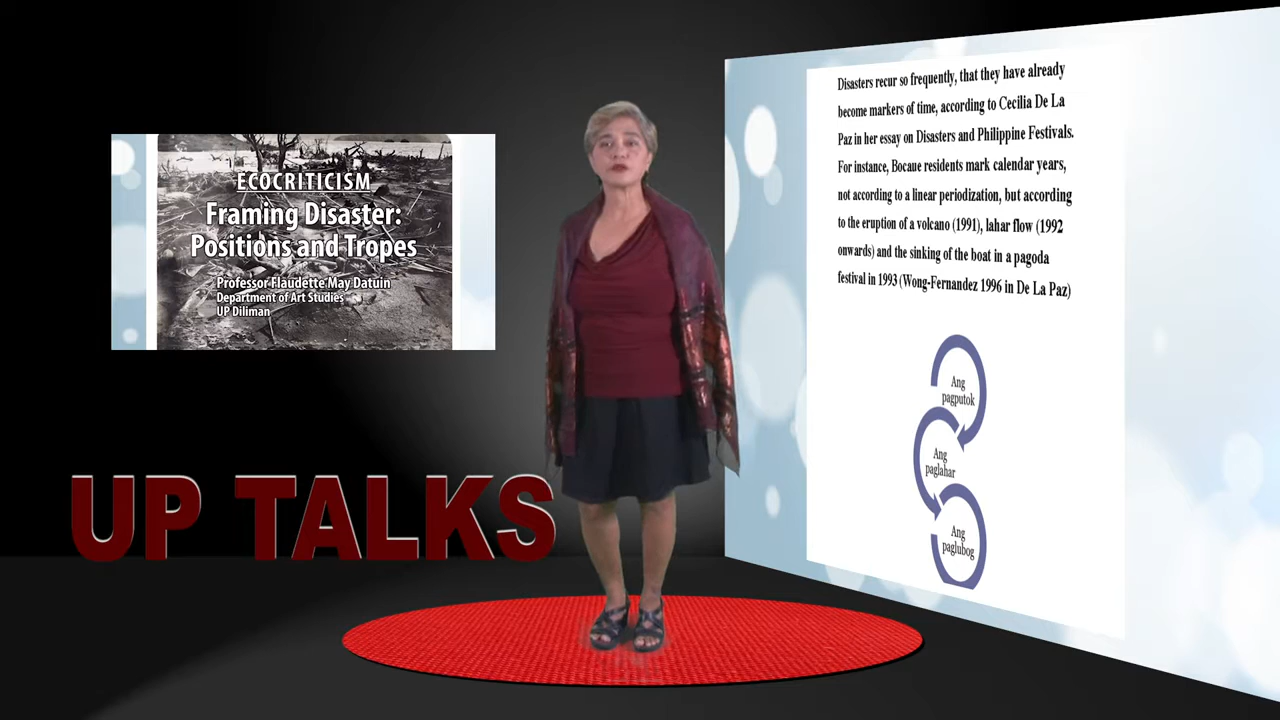 ECOCRITICISM
Framing Disaster:
Positions and Tropes
Professor Flaudette May Datuin
Department of Art Studies
UP Diliman
UP TALKS
Disasters recur so frequently, that they have already
become markers of time, according to Cecilia De La
Paz in her essay on Disasters and Philippine Festivals.
For instance, Bocaue residents mark calendar years,
not according to a linear periodization, but according
to the eruption of a volcano (1991), lahar flow (1992
onwards) and the sinking of the boat in a pagoda
festival in 1993 (Wong-Fernandez 1996 in De La Paz)
Ang
pagputok
Ang
paglahar
Ang
paglubog